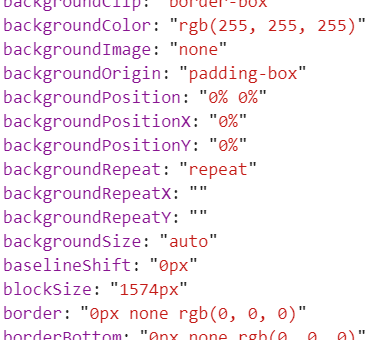 backgroundClip: "border-box"
backgroundColor: "rgb(255, 255, 255)"
backgroundImage: "none"
backgroundOrigin: "padding-box"
backgroundPosition: "0% 0%"
backgroundPositionX: "0%"
backgroundPositionY: "0%"
backgroundRepeat: "repeat"
backgroundRepeatX: ""
backgroundRepeatY: ""
backgroundSize: "auto"
baselineShift: "0px"
blockSize: "1574px"
border: "0px none rgb(0, 0, 0)"
borderBottom: "0px none rgb(0, 0, 0)"